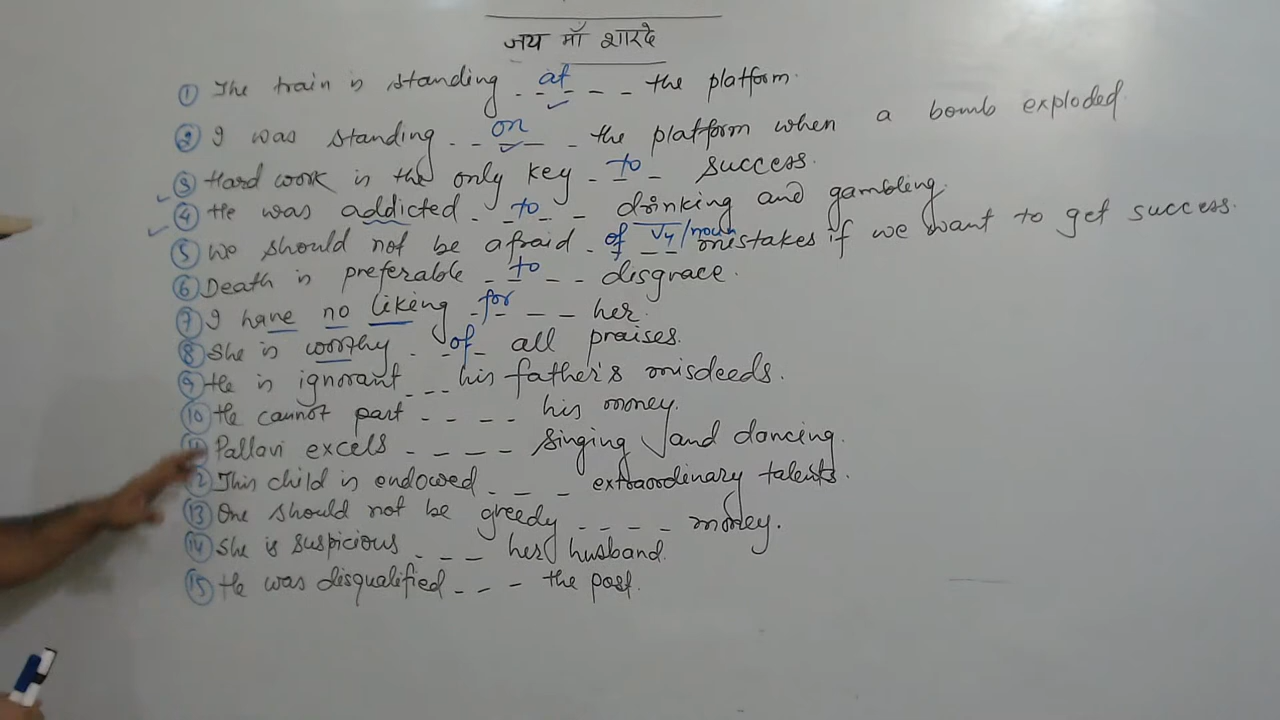 जय माँ शारदे
① The train is standing at the platform.
② I was standing on the platform when a bomb exploded.
③ Hard work is the only key to success.
④ He was addicted to drinking and gambling.
⑤ We should not be afraid of V4/noun mistakes if we want to get success.
⑥ Death is preferable to disgrace.
⑦ I have no liking for her.
⑧ She is worthy of all praises.
⑨ He is ignorant --- his father's misdeeds.
⑩ He cannot part ---- his money.
⑪ Pallavi excels ---- singing and dancing.
⑫ This child is endowed --- extraordinary talents.
⑬ One should not be greedy ---- money.
⑭ She is suspicious --- her husband.
⑮ He was disqualified --- the post.